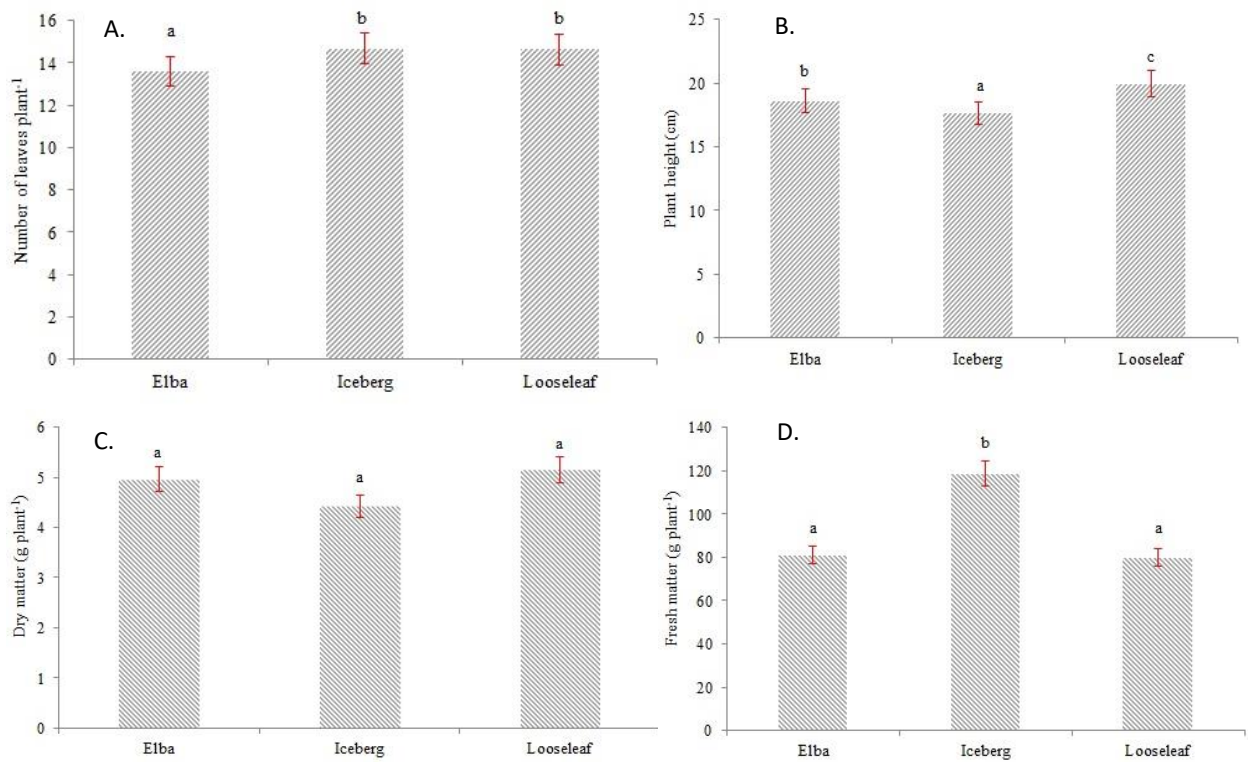 A.
Number of leaves plant-1
16
14
12
10
8
6
4
2
0
a
b
b
Elba
Iceberg
Looseleaf
B.
Plant height(cm)
25
20
15
10
5
0
b
a
c
Elba
Iceberg
Looseleaf
C.
Dry matter (g plant-1)
6
5
4
3
2
1
0
a
a
a
Elba
Iceberg
Looseleaf
D.
Fresh matter (g plant-1)
140
120
100
80
60
40
20
0
a
b
a
Elba
Iceberg
Looseleaf